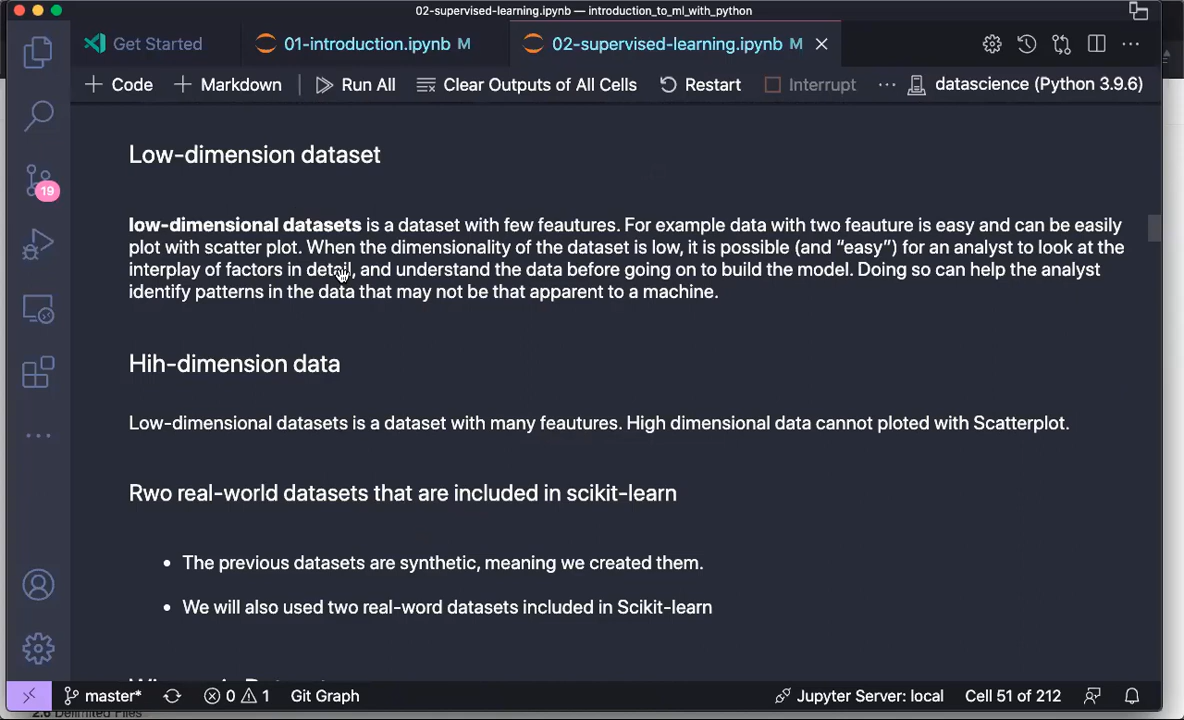 02-supervised-learning.ipynb — introduction_to_ml_with_python
Get Started 01-introduction.ipynb M 02-supervised-learning.ipynb M
Code Markdown Run All Clear Outputs of All Cells Restart Interrupt datascience (Python 3.9.6)
Low-dimension dataset
low-dimensional datasets is a dataset with few feautures. For example data with two feauture is easy and can be easily
plot with scatter plot. When the dimensionality of the dataset is low, it is possible (and “easy”) for an analyst to look at the
interplay of factors in detail, and understand the data before going on to build the model. Doing so can help the analyst
identify patterns in the data that may not be that apparent to a machine.
19
Hih-dimension data
Low-dimensional datasets is a dataset with many feautures. High dimensional data cannot ploted with Scatterplot.
Rwo real-world datasets that are included in scikit-learn
• The previous datasets are synthetic, meaning we created them.
• We will also used two real-word datasets included in Scikit-learn
master* 0 1 Git Graph Jupyter Server: local Cell 51 of 212
2.6 Delimited Files